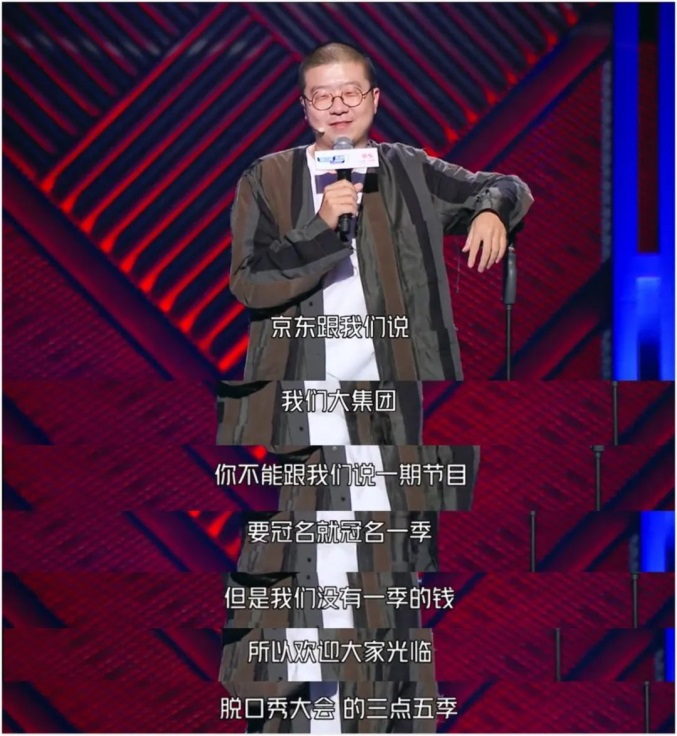 京东跟我们说
我们大集团
你不能跟我们说一期节目
要冠名就冠名一季
但是我们没有一季的钱
所以欢迎大家光临
脱口秀大会 的三点五季